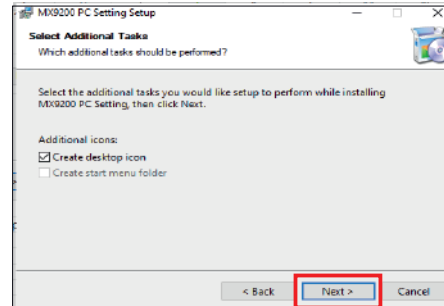 MX9200 PC Setting Setup
Select Additional Tasks
Which additional tasks should be performed?
Select the additional tasks you would like setup to perform while installing
MX9200 PC Setting, then click Next.
Additional icons:
Create desktop icon
Create start menu folder
< Back
Next >
Cancel